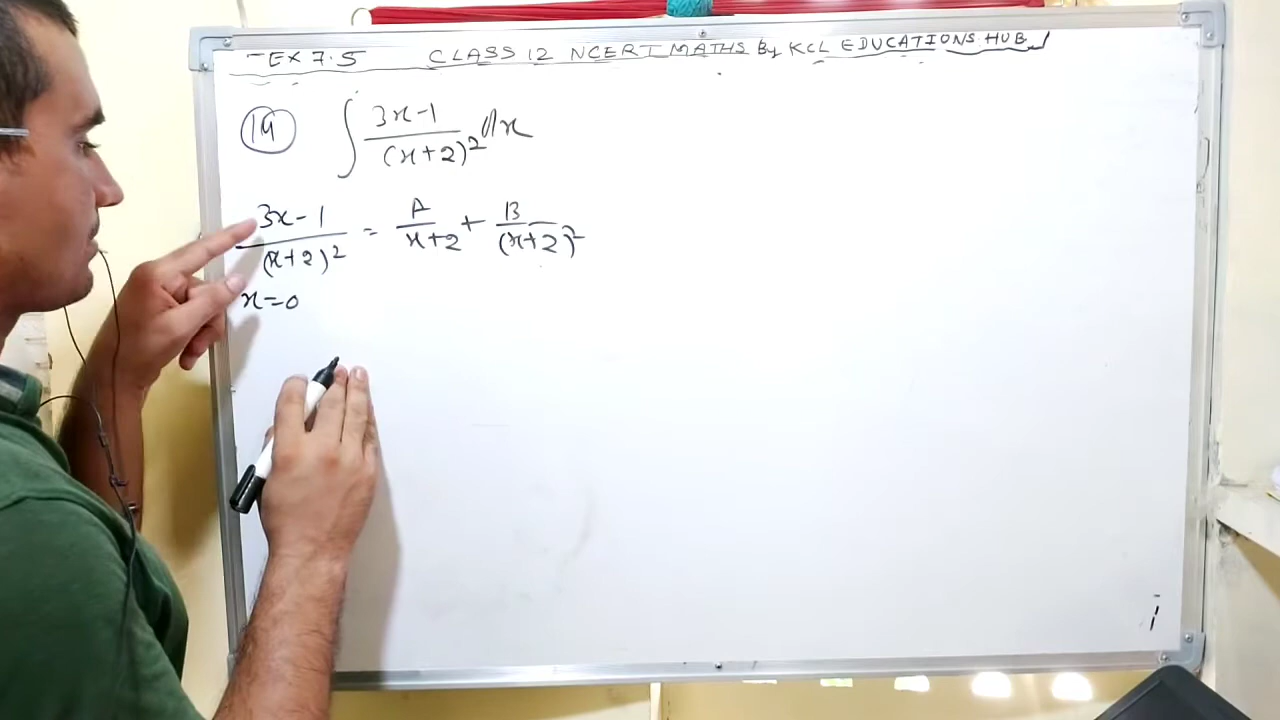 EX 7.5 CLASS 12 NCERT MATHS By KCL EDUCATIONS HUB
14 ∫ 3x-1/(x+2)² dx
3x-1/(x+2)² = A/x+2 + B/(x+2)²
x=0